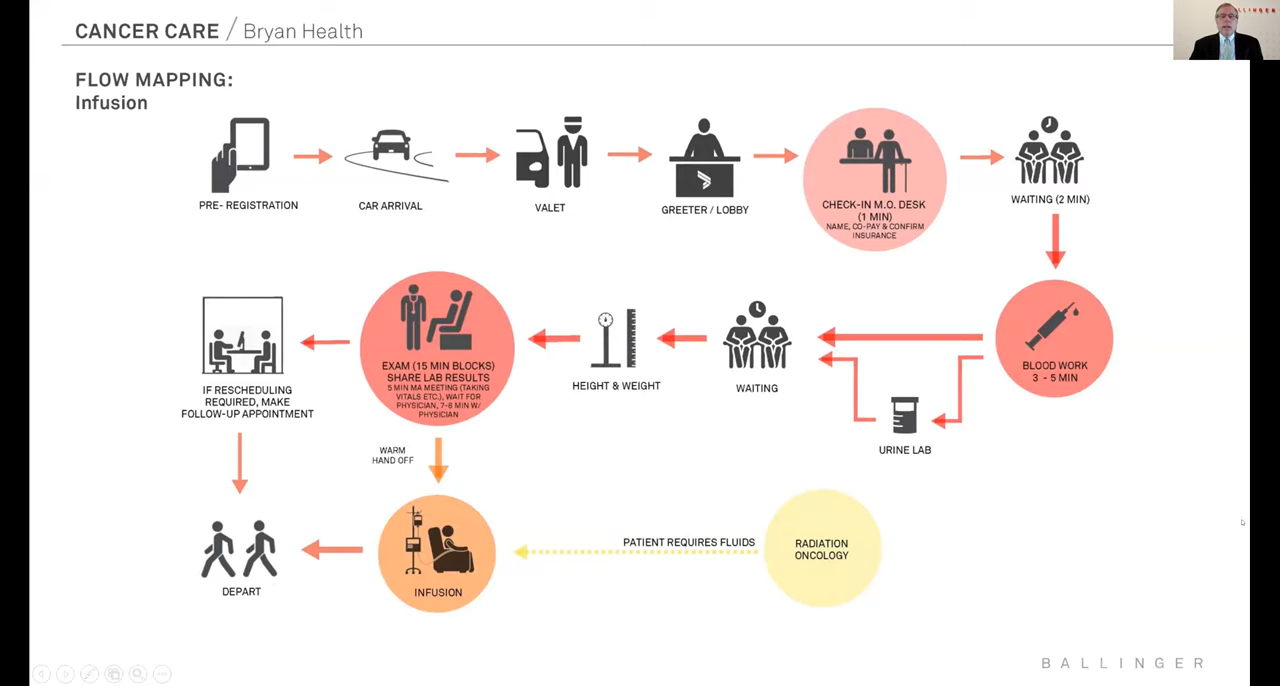 CANCER CARE / Bryan Health
FLOW MAPPING:
Infusion
PRE- REGISTRATION
CAR ARRIVAL
VALET
GREETER / LOBBY
CHECK-IN M.O. DESK
(1 MIN)
NAME, CO-PAY & CONFIRM
INSURANCE
WAITING (2 MIN)
BLOOD WORK
3 - 5 MIN
URINE LAB
WAITING
HEIGHT & WEIGHT
EXAM (15 MIN BLOCKS)
SHARE LAB RESULTS
5 MIN MA MEETING (TAKING
VITALS ETC.), WAIT FOR
PHYSICIAN, 7-8 MIN W/
PHYSICIAN
IF RESCHEDULING
REQUIRED, MAKE
FOLLOW-UP APPOINTMENT
WARM
HAND OFF
DEPART
INFUSION
PATIENT REQUIRES FLUIDS
RADIATION
ONCOLOGY
BALLINGER